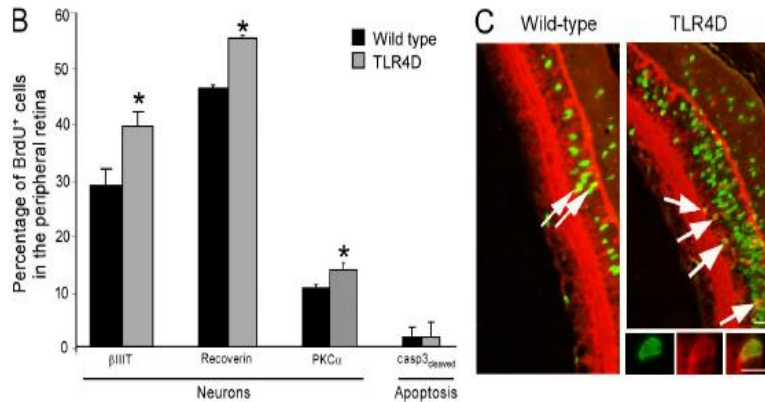 B
Percentage of BrdU⁺ cells
in the peripheral retina
60
50
40
30
20
10
0
*
*
*
Wild type
TLR4D
βIIIT
Recoverin
PKCα
casp3cleaved
Neurons
Apoptosis
C
Wild-type
TLR4D